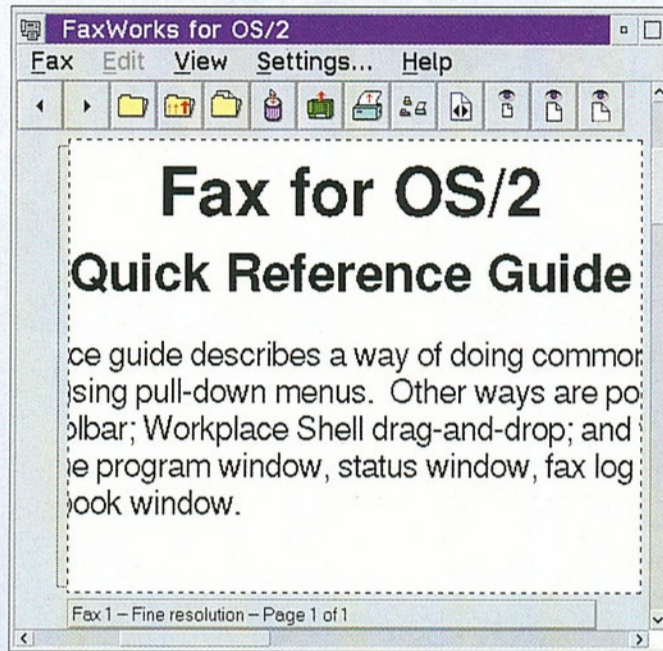 FaxWorks for OS/2
Fax Edit View Settings... Help
Fax for OS/2
Quick Reference Guide
ce guide describes a way of doing commor
sing pull-down menus. Other ways are po
olbar; Workplace Shell drag-and-drop; and
e program window, status window, fax log
ook window.
Fax 1 – Fine resolution – Page 1 of 1